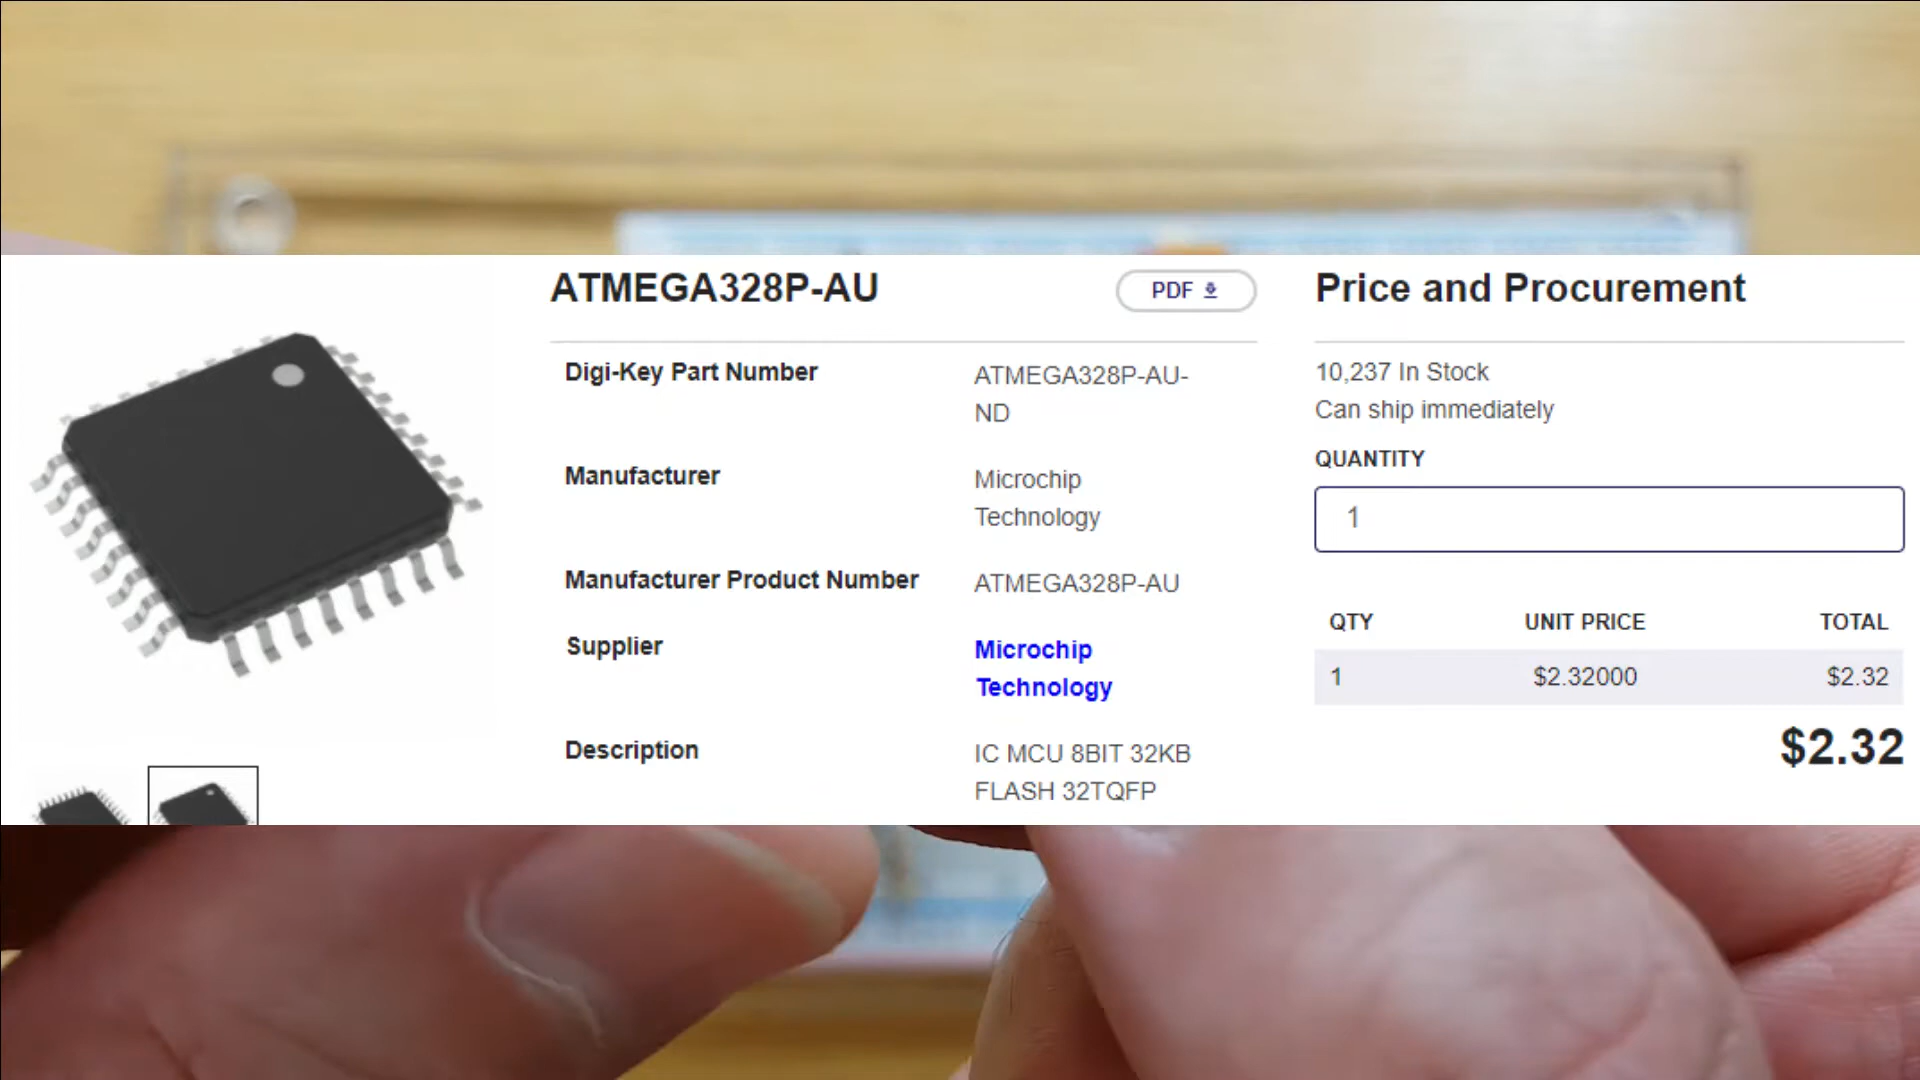 ATMEGA328P-AU
PDF
Digi-Key Part Number
ATMEGA328P-AU-
ND
Manufacturer
Microchip
Technology
Manufacturer Product Number
ATMEGA328P-AU
Supplier
Microchip
Technology
Description
IC MCU 8BIT 32KB
FLASH 32TQFP
Price and Procurement
10,237 In Stock
Can ship immediately
QUANTITY
1
QTY UNIT PRICE TOTAL
1 $2.32000 $2.32
$2.32